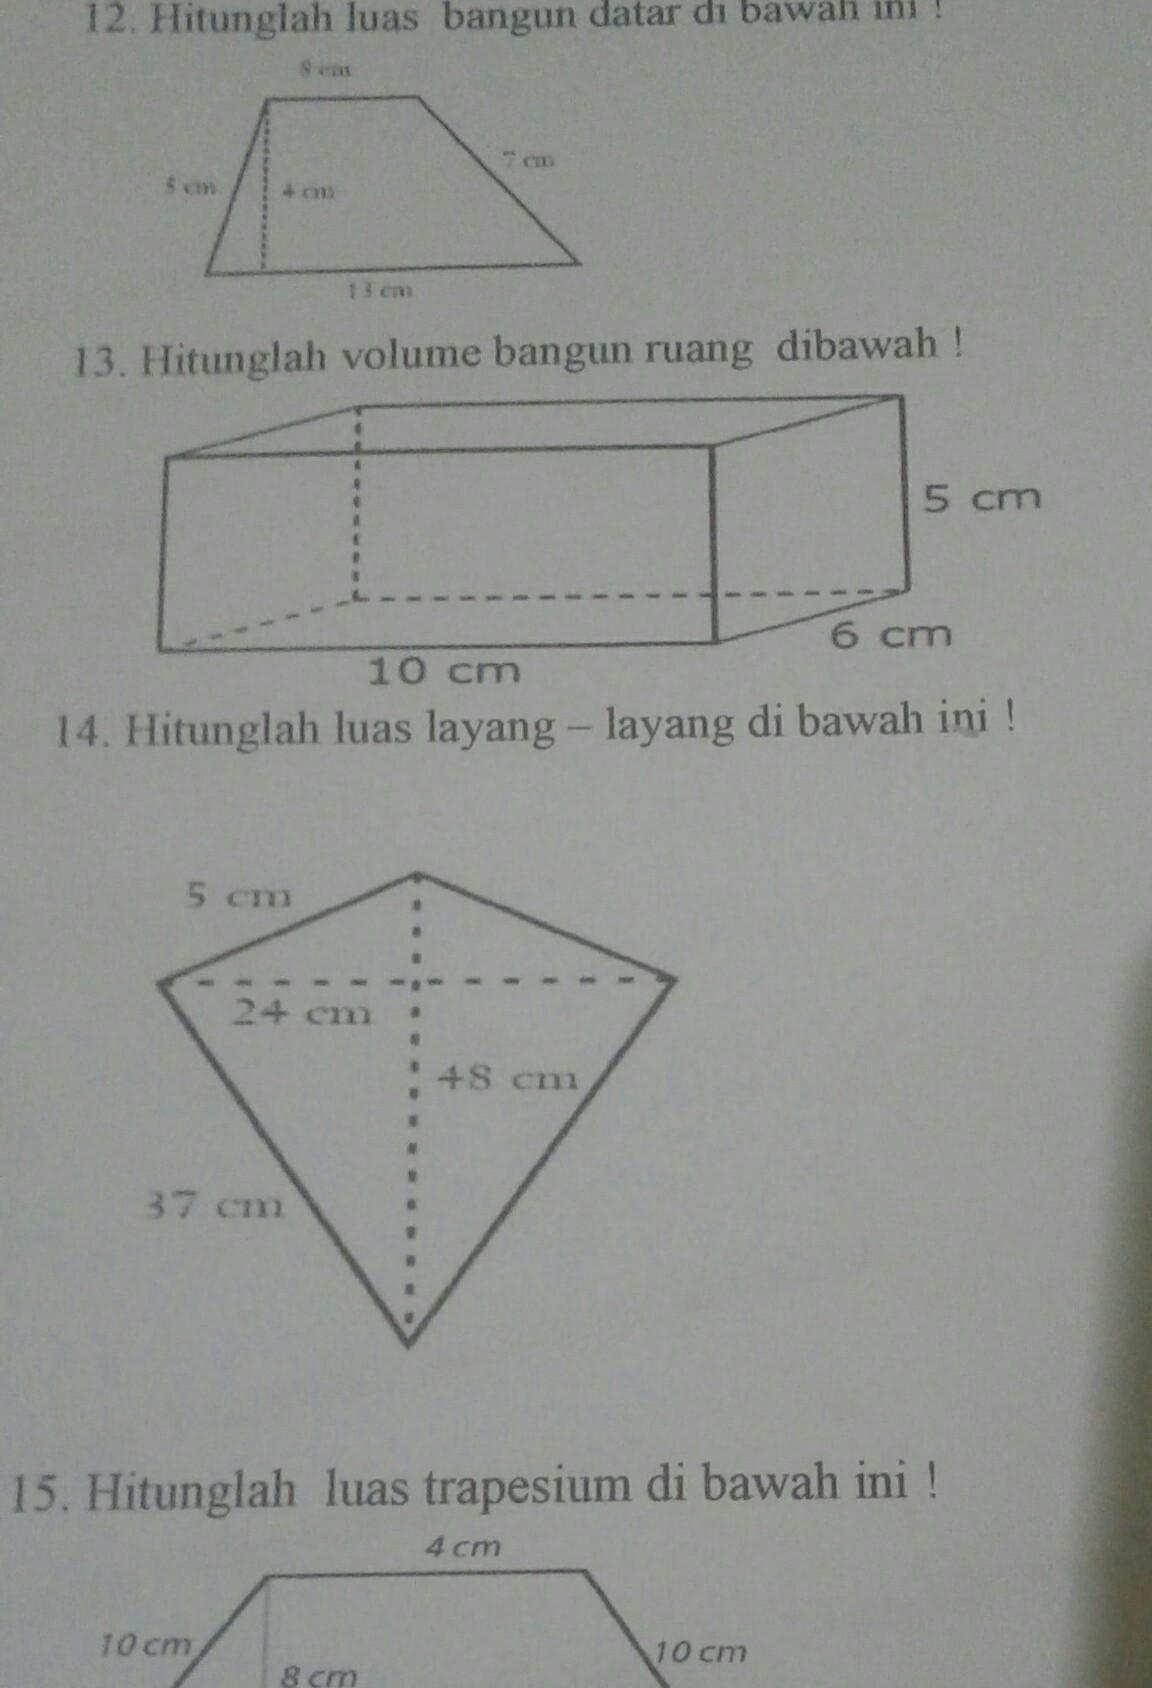 12. Hitunglah luas bangun datar di bawah ini !
8 cm
7 cm
5 cm
4 cm
13 cm
13. Hitunglah volume bangun ruang dibawah !
5 cm
6 cm
10 cm
14. Hitunglah luas layang – layang di bawah ini !
5 cm
24 cm
48 cm
37 cm
15. Hitunglah luas trapesium di bawah ini !
4 cm
10 cm
10 cm
8 cm